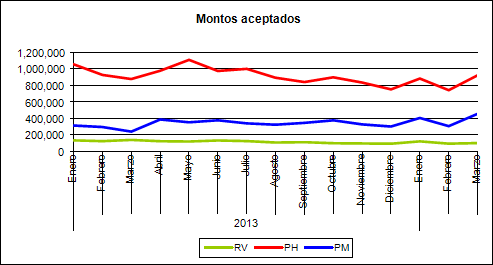 Montos aceptados
1,200,000
1,000,000
800,000
600,000
400,000
200,000
0
Enero
Febrero
Marzo
Abril
Mayo
Junio
Julio
Agosto
Septiembre
Octubre
Noviembre
Diciembre
Enero
Febrero
Marzo
2013
RV PH PM